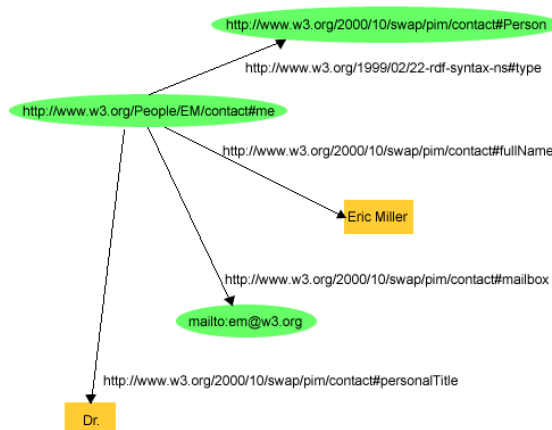 http://www.w3.org/2000/10/swap/pim/contact#Person
http://www.w3.org/1999/02/22-rdf-syntax-ns#type
http://www.w3.org/People/EM/contact#me
http://www.w3.org/2000/10/swap/pim/contact#fullName
Eric Miller
http://www.w3.org/2000/10/swap/pim/contact#mailbox
mailto:em@w3.org
http://www.w3.org/2000/10/swap/pim/contact#personalTitle
Dr.